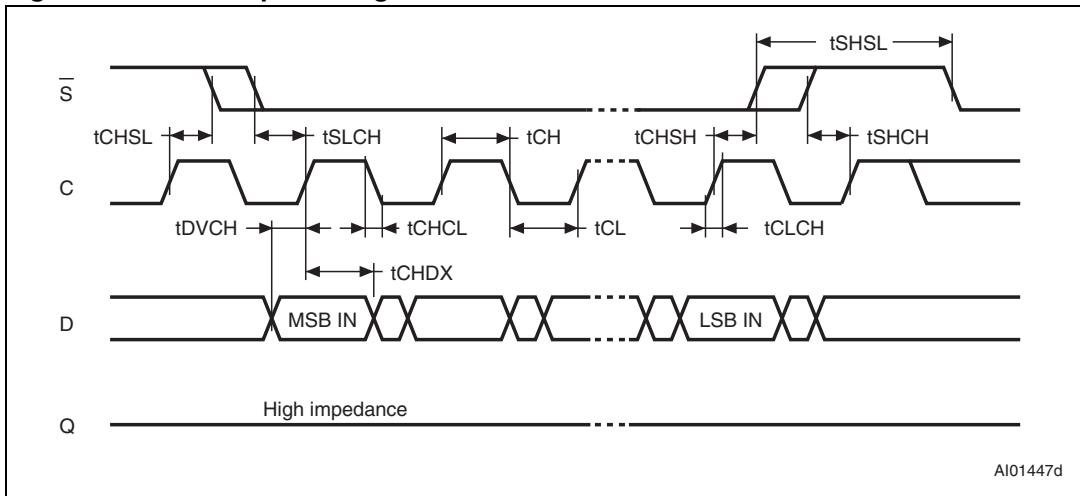 tSHSL
S
tCHSL
tSLCH
tCH
tCHSH
tSHCH
C
tDVCH
tCHCL
tCL
tCLCH
tCHDX
D
MSB IN
LSB IN
High impedance
Q
AI01447d